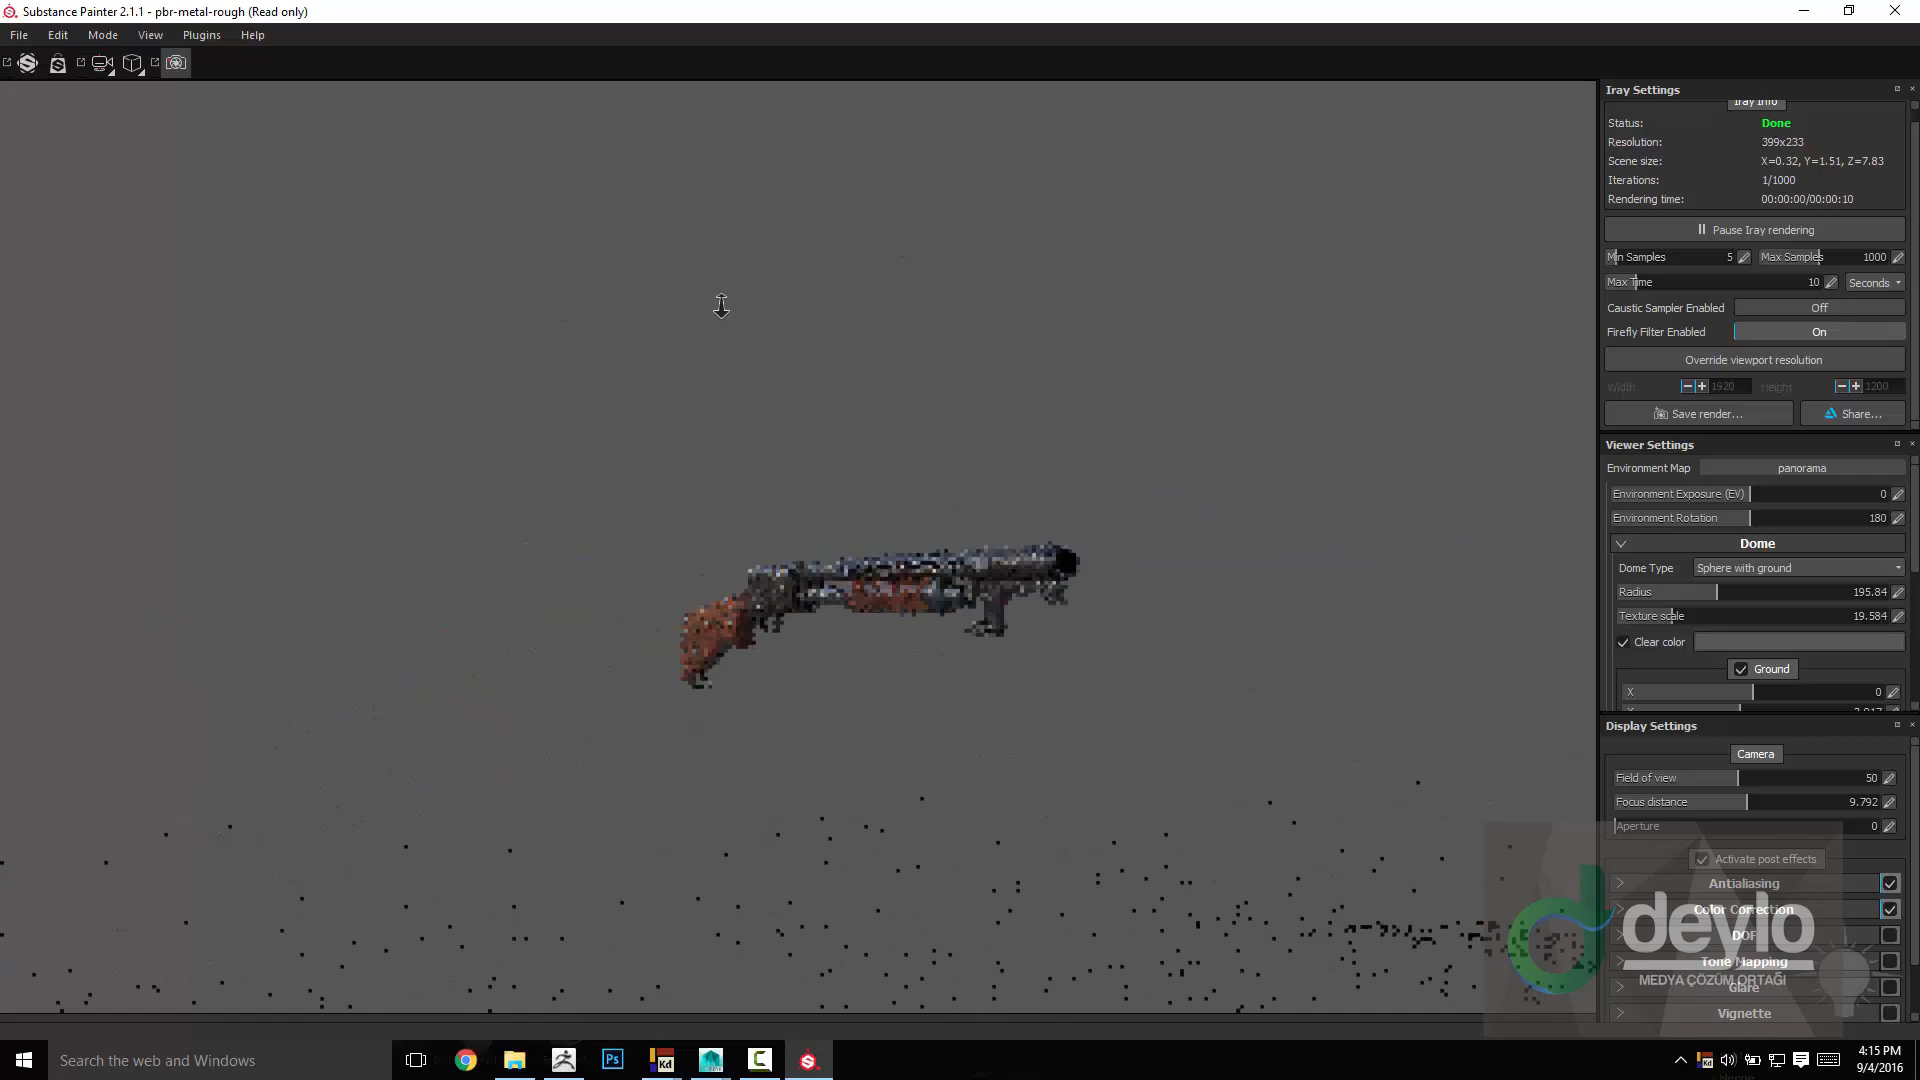 Substance Painter 2.1.1 - pbr-metal-rough (Read only)
File Edit Mode View Plugins Help
Iray Settings
Iray Info
Status: Done
Resolution: 399x233
Scene size: X=0.32, Y=1.51, Z=7.83
Iterations: 1/1000
Rendering time: 00:00:00/00:00:10
Pause Iray rendering
Min Samples 5 Max Samples 1000
Max Time 10 Seconds
Caustic Sampler Enabled Off
Firefly Filter Enabled On
Override viewport resolution
Width 1920 Height 1200
Save render... Share...
Viewer Settings
Environment Map panorama
Environment Exposure (EV) 0
Environment Rotation 180
Dome
Dome Type Sphere with ground
Radius 195.84
Texture scale 19.584
Clear color
Ground
X 0
Display Settings
Camera
Field of view 50
Focus distance 9.792
Aperture 0
Activate post effects
Antialiasing
Color Correction
deylo
DOF
Tone Mapping
MEDYA ÇÖZÜM ORTAĞI
Glare
Vignette
Search the web and Windows
Ps
Kd
4:15 PM
9/4/2016